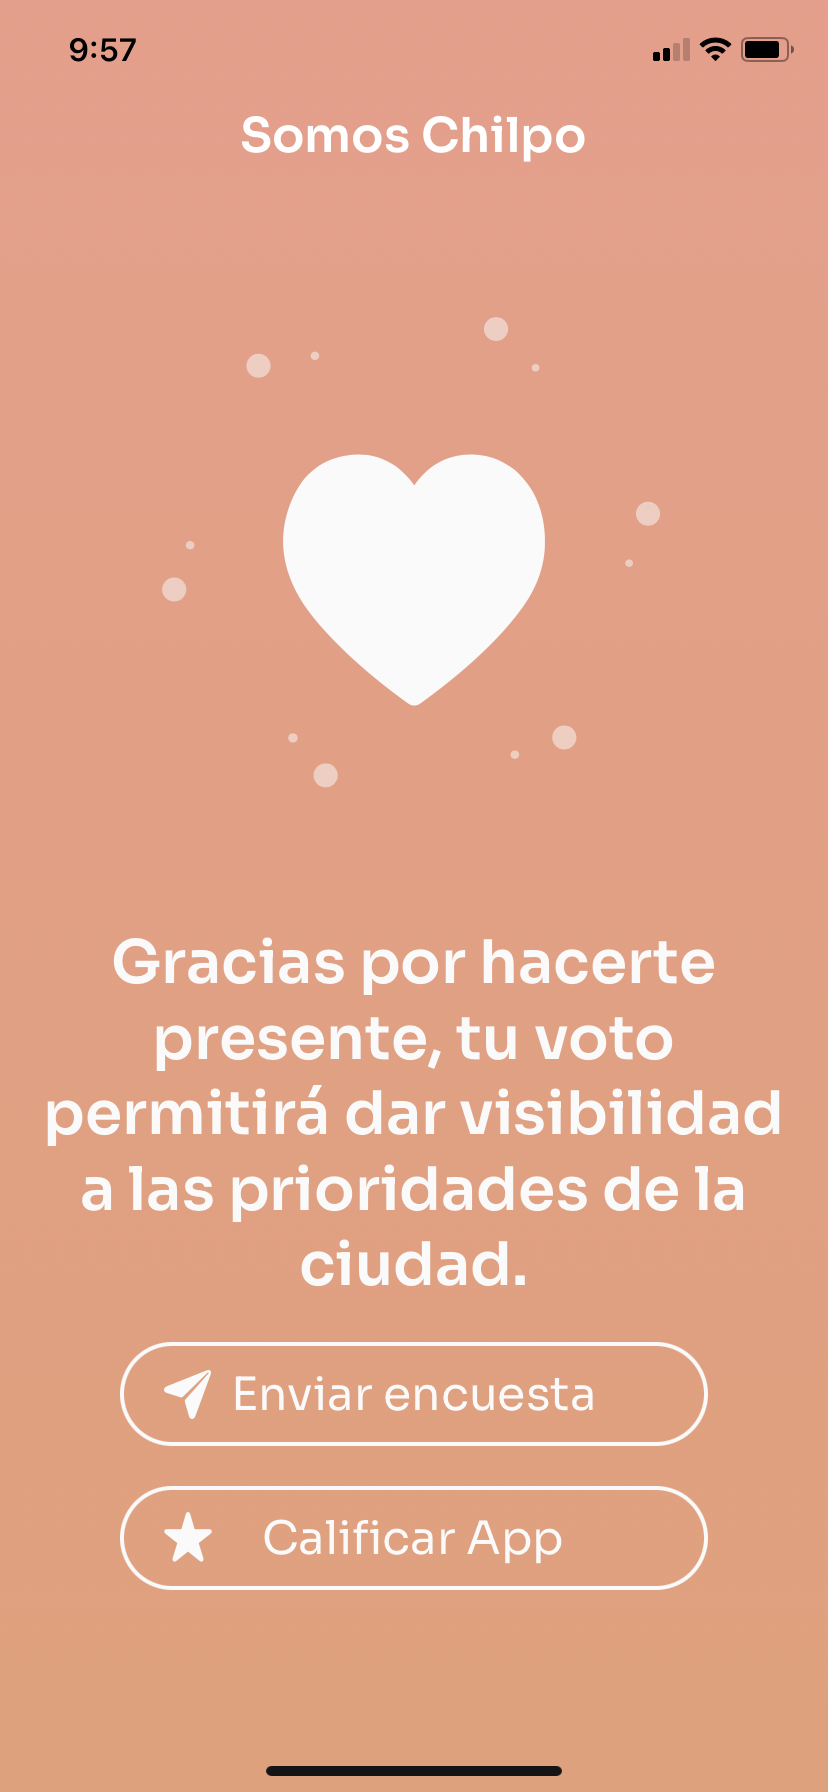 9:57
Somos Chilpo
Gracias por hacerte
presente, tu voto
permitirá dar visibilidad
a las prioridades de la
ciudad.
Enviar encuesta
Calificar App